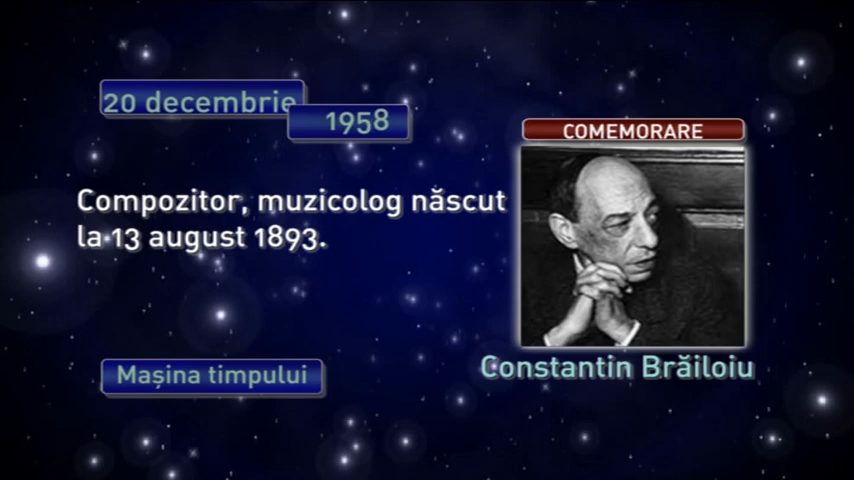 20 decembrie
1958
COMEMORARE
Compozitor, muzicolog născut
la 13 august 1893.
Constantin Brăiloiu
Mașina timpului